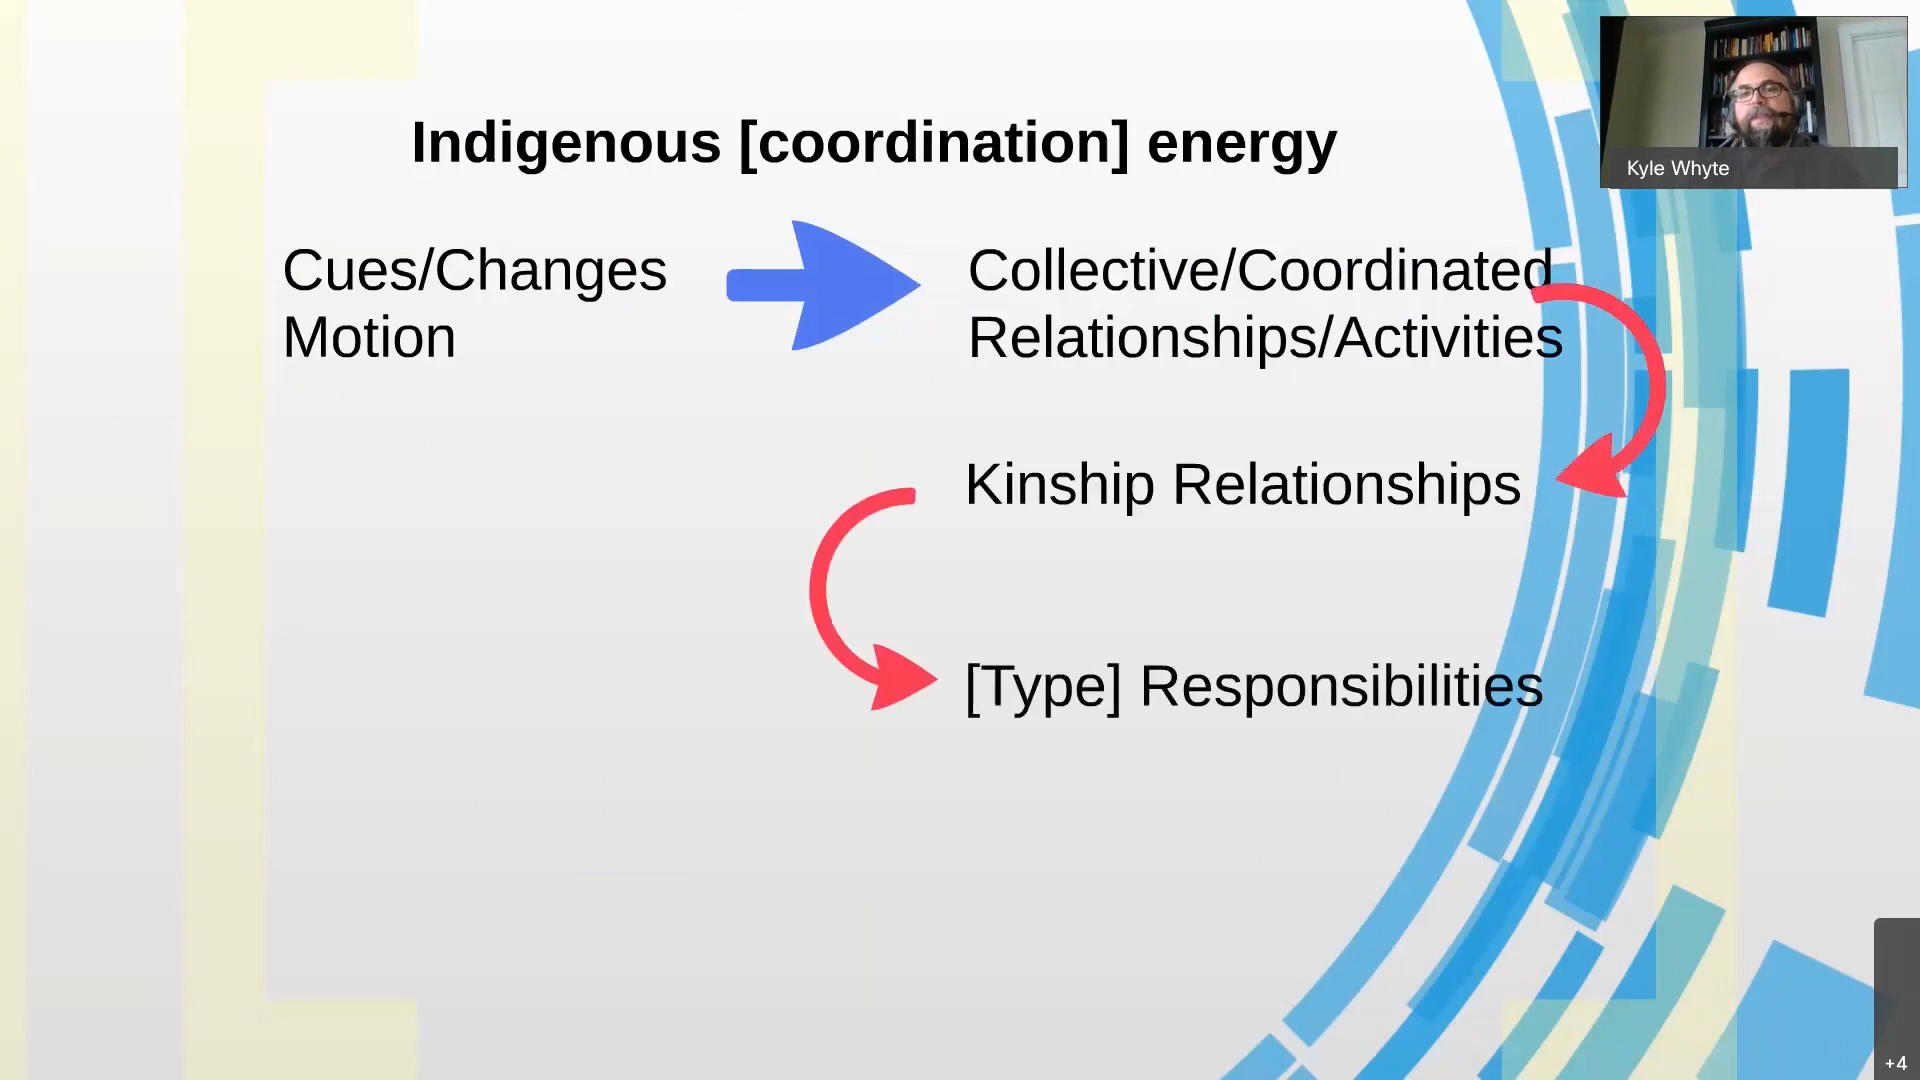 Indigenous [coordination] energy
Kyle Whyte
Cues/Changes
Motion
Collective/Coordinated
Relationships/Activities
Kinship Relationships
[Type] Responsibilities
+4